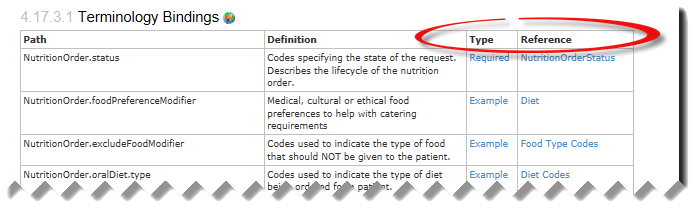 4.17.3.1 Terminology Bindings
Path Definition Type Reference
NutritionOrder.status Codes specifying the state of the request. Required NutritionOrderStatus
Describes the lifecycle of the nutrition
order.
NutritionOrder.foodPreferenceModifier Medical, cultural or ethical food Example Diet
preferences to help with catering
requirements
NutritionOrder.excludeFoodModifier Codes used to indicate the type of food Example Food Type Codes
that should NOT be given to the patient.
NutritionOrder.oralDiet.type Codes used to indicate the type of diet Example Diet Codes